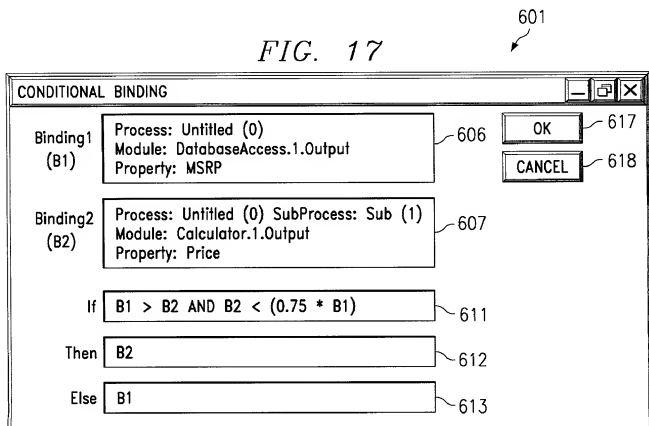 601
FIG. 17
CONDITIONAL BINDING
Binding1
(B1)
Process: Untitled (0)
Module: DatabaseAccess.1.Output
Property: MSRP
606
OK
617
CANCEL
618
Binding2
(B2)
Process: Untitled (0) SubProcess: Sub (1)
Module: Calculator.1.Output
Property: Price
607
If
B1 > B2 AND B2 < (0.75 * B1)
611
Then
B2
612
Else
B1
613